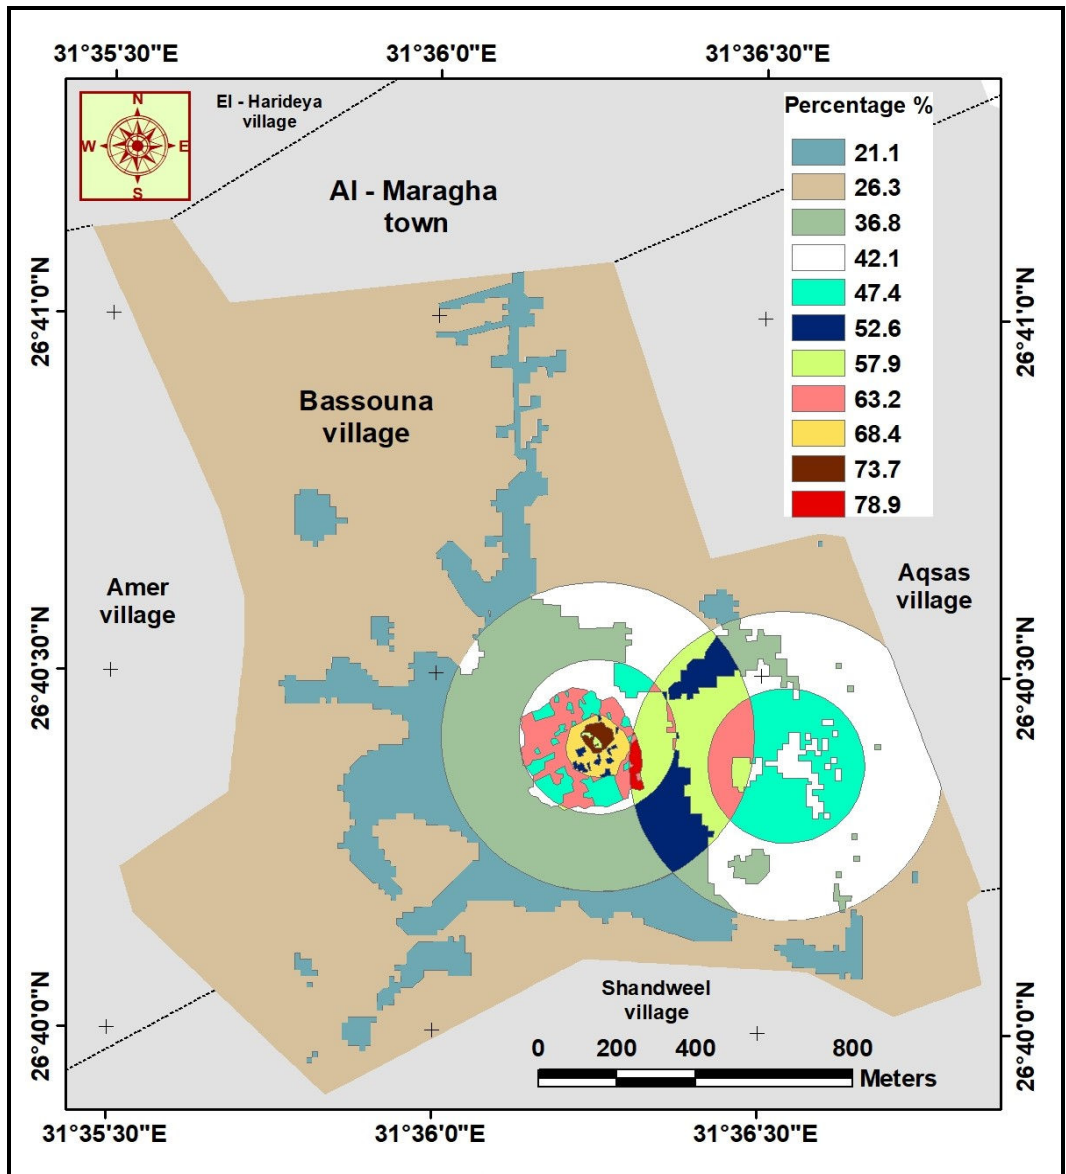 31°35'30"E
31°36'0"E
31°36'30"E
N
W
E
S
El - Harideya
village
Al - Maragha
town
Percentage %
21.1
26.3
36.8
42.1
47.4
52.6
57.9
63.2
68.4
73.7
78.9
26°41'0"N
26°41'0"N
Bassouna
village
Amer
village
Aqsas
village
26°40'30"N
26°40'30"N
Shandweel
village
26°40'0"N
26°40'0"N
0
200
400
800
Meters
31°35'30"E
31°36'0"E
31°36'30"E